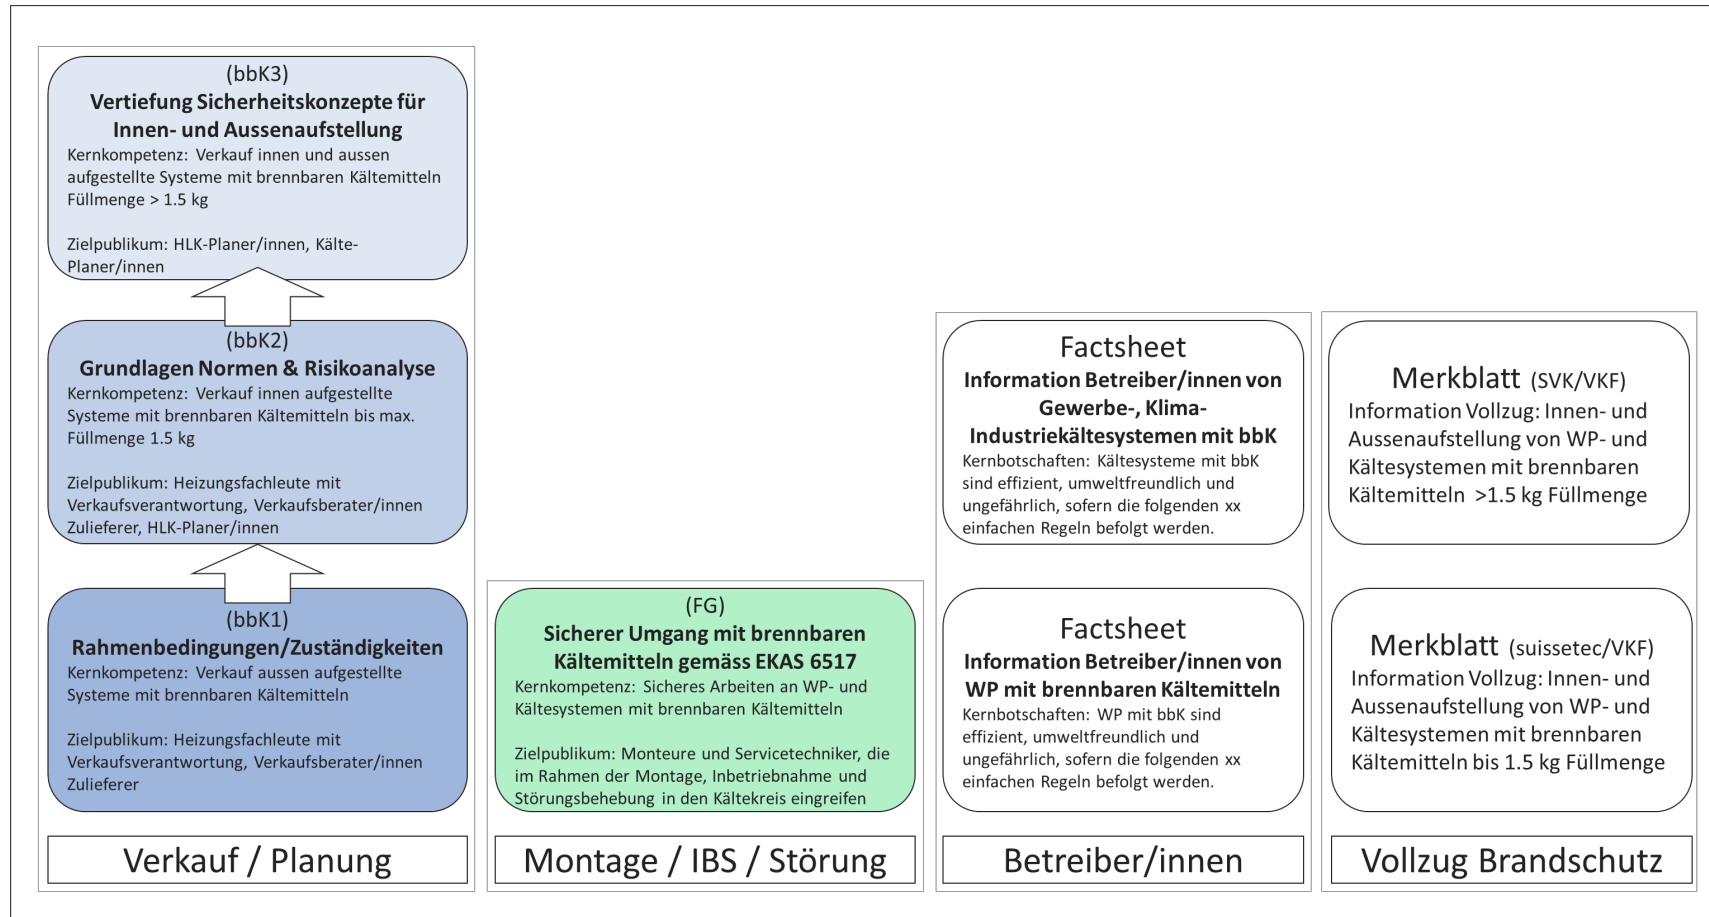 (bbK3)
Vertiefung Sicherheitskonzepte für
Innen- und Aussenaufstellung
Kernkompetenz: Verkauf innen und aussen
aufgestellte Systeme mit brennbaren Kältemitteln
Füllmenge > 1.5 kg
Zielpublikum: HLK-Planer/innen, Kälte-
Planer/innen
(bbK2)
Grundlagen Normen & Risikoanalyse
Kernkompetenz: Verkauf innen aufgestellte
Systeme mit brennbaren Kältemitteln bis max.
Füllmenge 1.5 kg
Zielpublikum: Heizungsfachleute mit
Verkaufsverantwortung, Verkaufsberater/innen
Zulieferer, HLK-Planer/innen
(bbK1)
Rahmenbedingungen/Zuständigkeiten
Kernkompetenz: Verkauf aussen aufgestellte
Systeme mit brennbaren Kältemitteln
Zielpublikum: Heizungsfachleute mit
Verkaufsverantwortung, Verkaufsberater/innen
Zulieferer
Verkauf / Planung
(FG)
Sicherer Umgang mit brennbaren
Kältemitteln gemäss EKAS 6517
Kernkompetenz: Sicheres Arbeiten an WP- und
Kältesystemen mit brennbaren Kältemitteln
Zielpublikum: Monteure und Servicetechniker, die
im Rahmen der Montage, Inbetriebnahme und
Störungsbehebung in den Kältekreis eingreifen
Montage / IBS / Störung
Factsheet
Information Betreiber/innen von
Gewerbe-, Klima-
Industriekältesystemen mit bbK
Kernbotschaften: Kältesysteme mit bbK
sind effizient, umweltfreundlich und
ungefährlich, sofern die folgenden xx
einfachen Regeln befolgt werden.
Factsheet
Information Betreiber/innen von
WP mit brennbaren Kältemitteln
Kernbotschaften: WP mit bbK sind
effizient, umweltfreundlich und
ungefährlich, sofern die folgenden xx
einfachen Regeln befolgt werden.
Betreiber/innen
Merkblatt (SVK/VKF)
Information Vollzug: Innen- und
Aussenaufstellung von WP- und
Kältesystemen mit brennbaren
Kältemitteln >1.5 kg Füllmenge
Merkblatt (suissetec/VKF)
Information Vollzug: Innen- und
Aussenaufstellung von WP- und
Kältesystemen mit brennbaren
Kältemitteln bis 1.5 kg Füllmenge
Vollzug Brandschutz